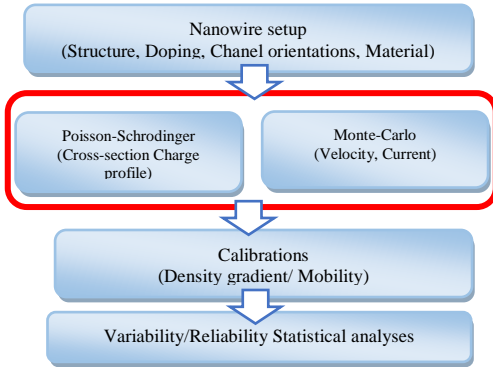 Nanowire setup
(Structure, Doping, Chanel orientations, Material)
Poisson-Schrodinger
(Cross-section Charge
profile)
Monte-Carlo
(Velocity, Current)
Calibrations
(Density gradient/ Mobility)
Variability/Reliability Statistical analyses